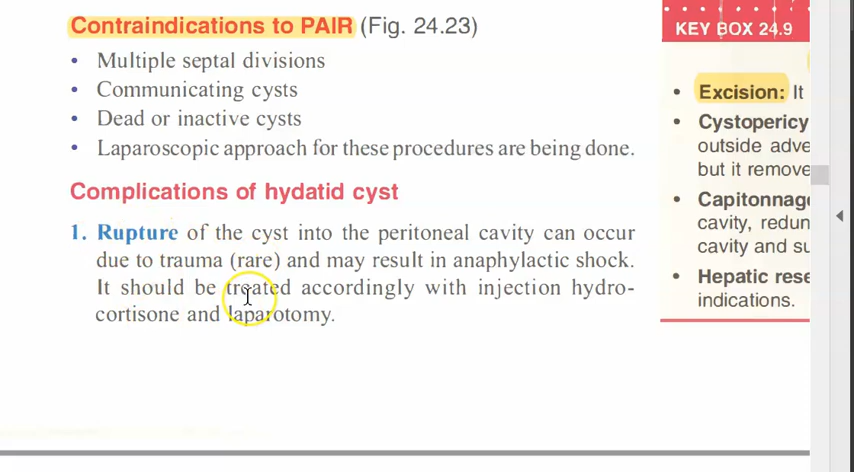 Contraindications to PAIR (Fig. 24.23)
• Multiple septal divisions
• Communicating cysts
• Dead or inactive cysts
• Laparoscopic approach for these procedures are being done.
Complications of hydatid cyst
1. Rupture of the cyst into the peritoneal cavity can occur
due to trauma (rare) and may result in anaphylactic shock.
It should be treated accordingly with injection hydro-
cortisone and laparotomy.
KEY BOX 24.9
• Excision: It
• Cystopericy
outside adve
but it remove
• Capitonnag
cavity, redun
cavity and su
• Hepatic rese
indications.